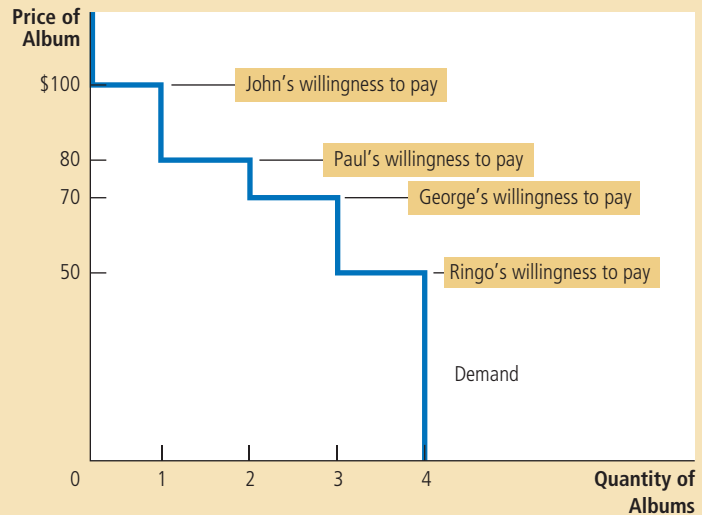 Price of
Album
$100
John’s willingness to pay
80
Paul’s willingness to pay
70
George’s willingness to pay
50
Ringo’s willingness to pay
Demand
0
1
2
3
4
Quantity of
Albums